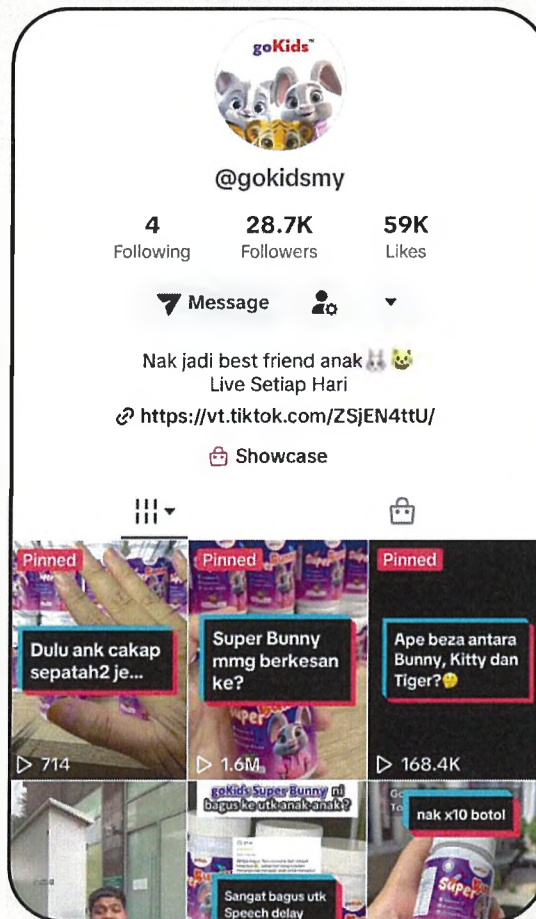 goKids™
@gokidsmy
4 28.7K 59K
Following Followers Likes
Message
Nak jadi best friend anak🐰😺
Live Setiap Hari
https://vt.tiktok.com/ZSjEN4ttU/
Showcase
Pinned
Dulu ank cakap
sepatah2 je...
714
Pinned
Super Bunny
mmg berkesan
ke?
Super
1.6M
Pinned
Ape beza antara
Bunny, Kitty dan
Tiger?🤔
168.4K
goKids Super Bunny ni
bagus ke utk anak-anak?
Sangat bagus utk
Speech delay
nak x10 botol
Super